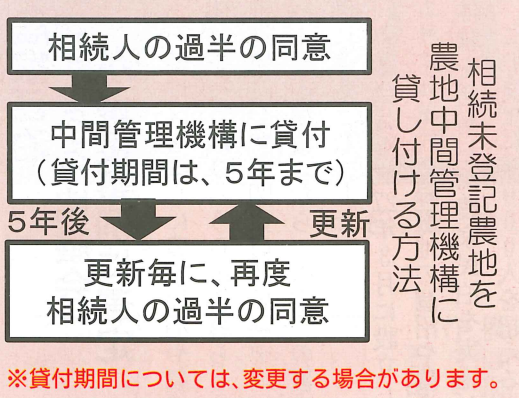 相続未登記農地を
農地中間管理機構に
貸し付ける方法
相続人の過半の同意
中間管理機構に貸付
（貸付期間は、5年まで）
5年後
更新
更新毎に、再度
相続人の過半の同意
※貸付期間については、変更する場合があります。